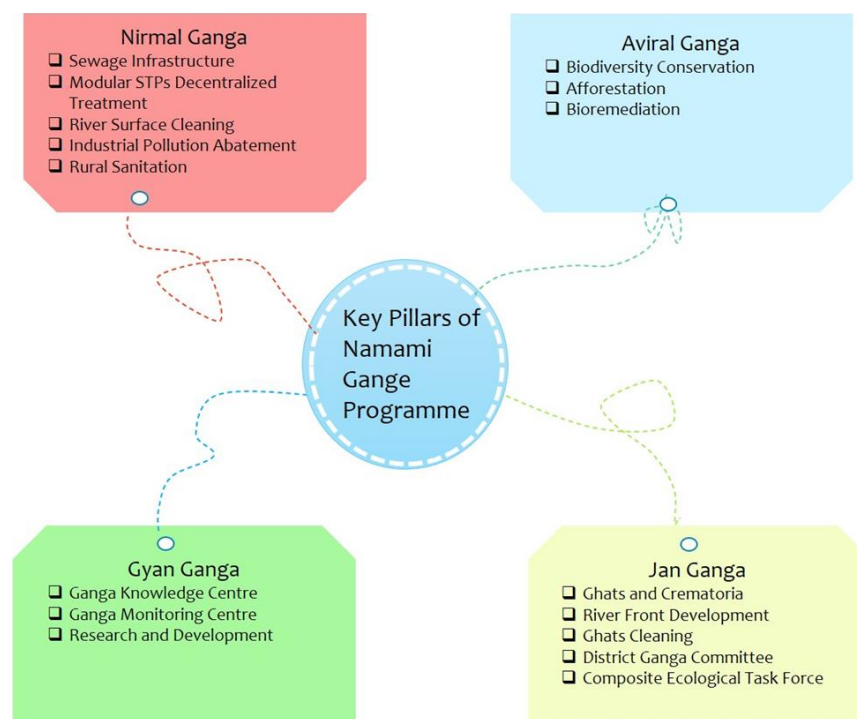 Nirmal Ganga
Sewage Infrastructure
Modular STPs Decentralized
Treatment
River Surface Cleaning
Industrial Pollution Abatement
Rural Sanitation
Aviral Ganga
Biodiversity Conservation
Afforestation
Bioremediation
Key Pillars of
Namami
Gange
Programme
Gyan Ganga
Ganga Knowledge Centre
Ganga Monitoring Centre
Research and Development
Jan Ganga
Ghats and Crematoria
River Front Development
Ghats Cleaning
District Ganga Committee
Composite Ecological Task Force